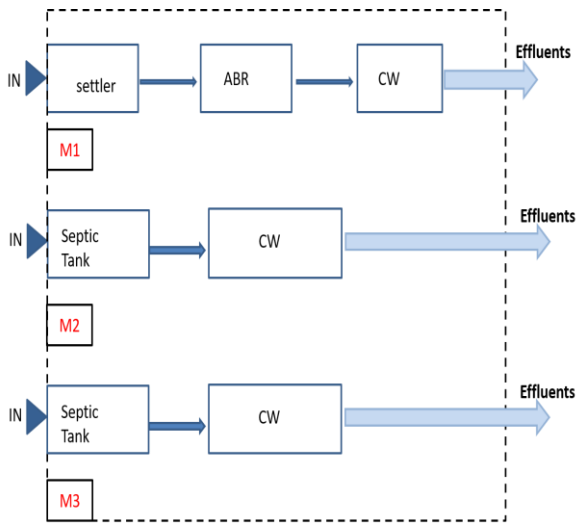 Effluents
IN
settler
ABR
CW
M1
Effluents
IN
Septic
Tank
CW
M2
Effluents
IN
Septic
Tank
CW
M3